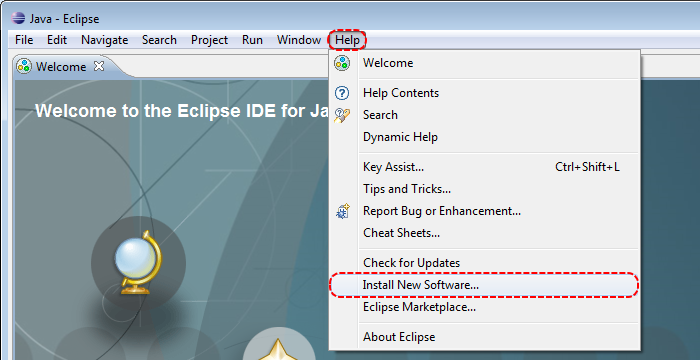 Java - Eclipse
File Edit Navigate Search Project Run Window Help
Welcome
Welcome to the Eclipse IDE for Ja
Welcome
Help Contents
Search
Dynamic Help
Key Assist... Ctrl+Shift+L
Tips and Tricks...
Report Bug or Enhancement...
Cheat Sheets...
Check for Updates
Install New Software...
Eclipse Marketplace...
About Eclipse